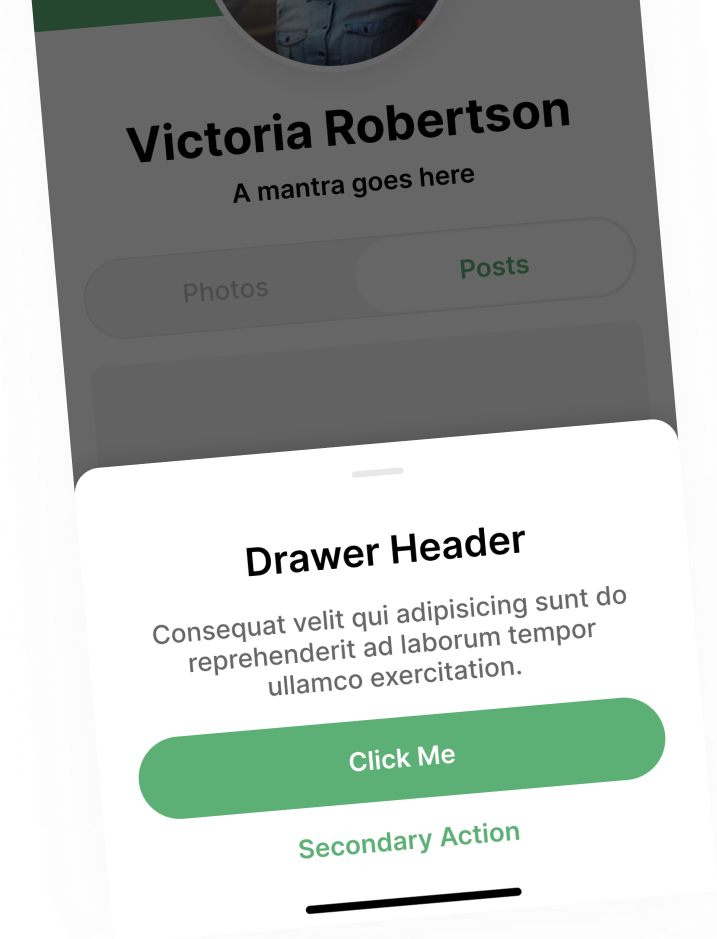 Victoria Robertson
A mantra goes here
Photos
Posts
Drawer Header
Consequat velit qui adipisicing sunt do
reprehenderit ad laborum tempor
ullamco exercitation.
Click Me
Secondary Action